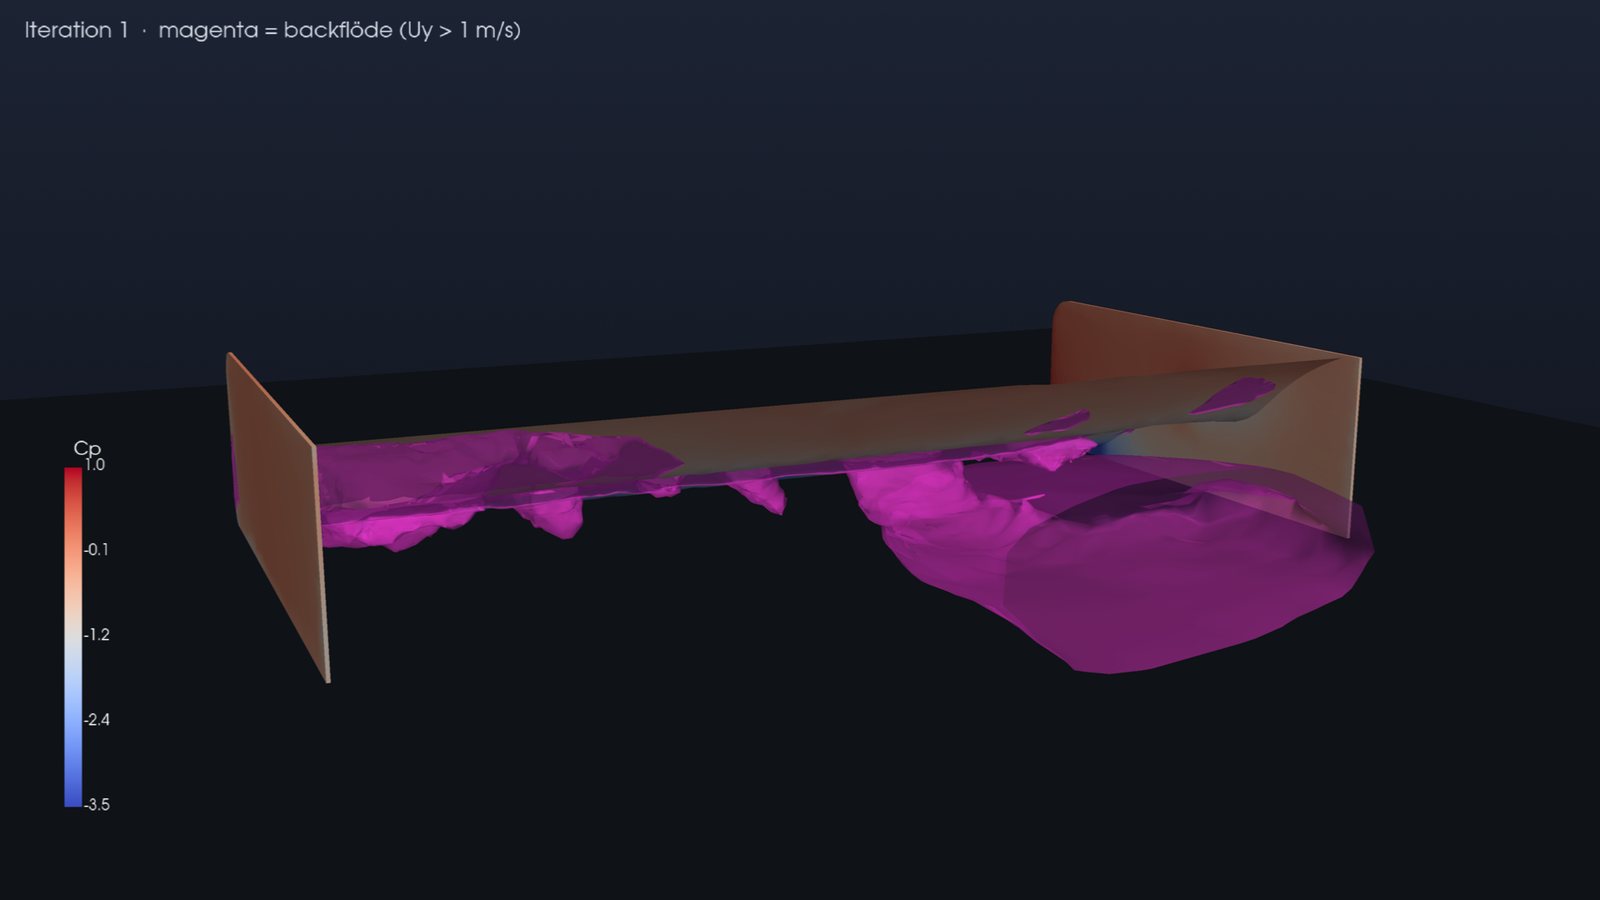 Iteration 1 · magenta = backflöde (Uy > 1 m/s)
Cp
1.0
-0.1
-1.2
-2.4
-3.5